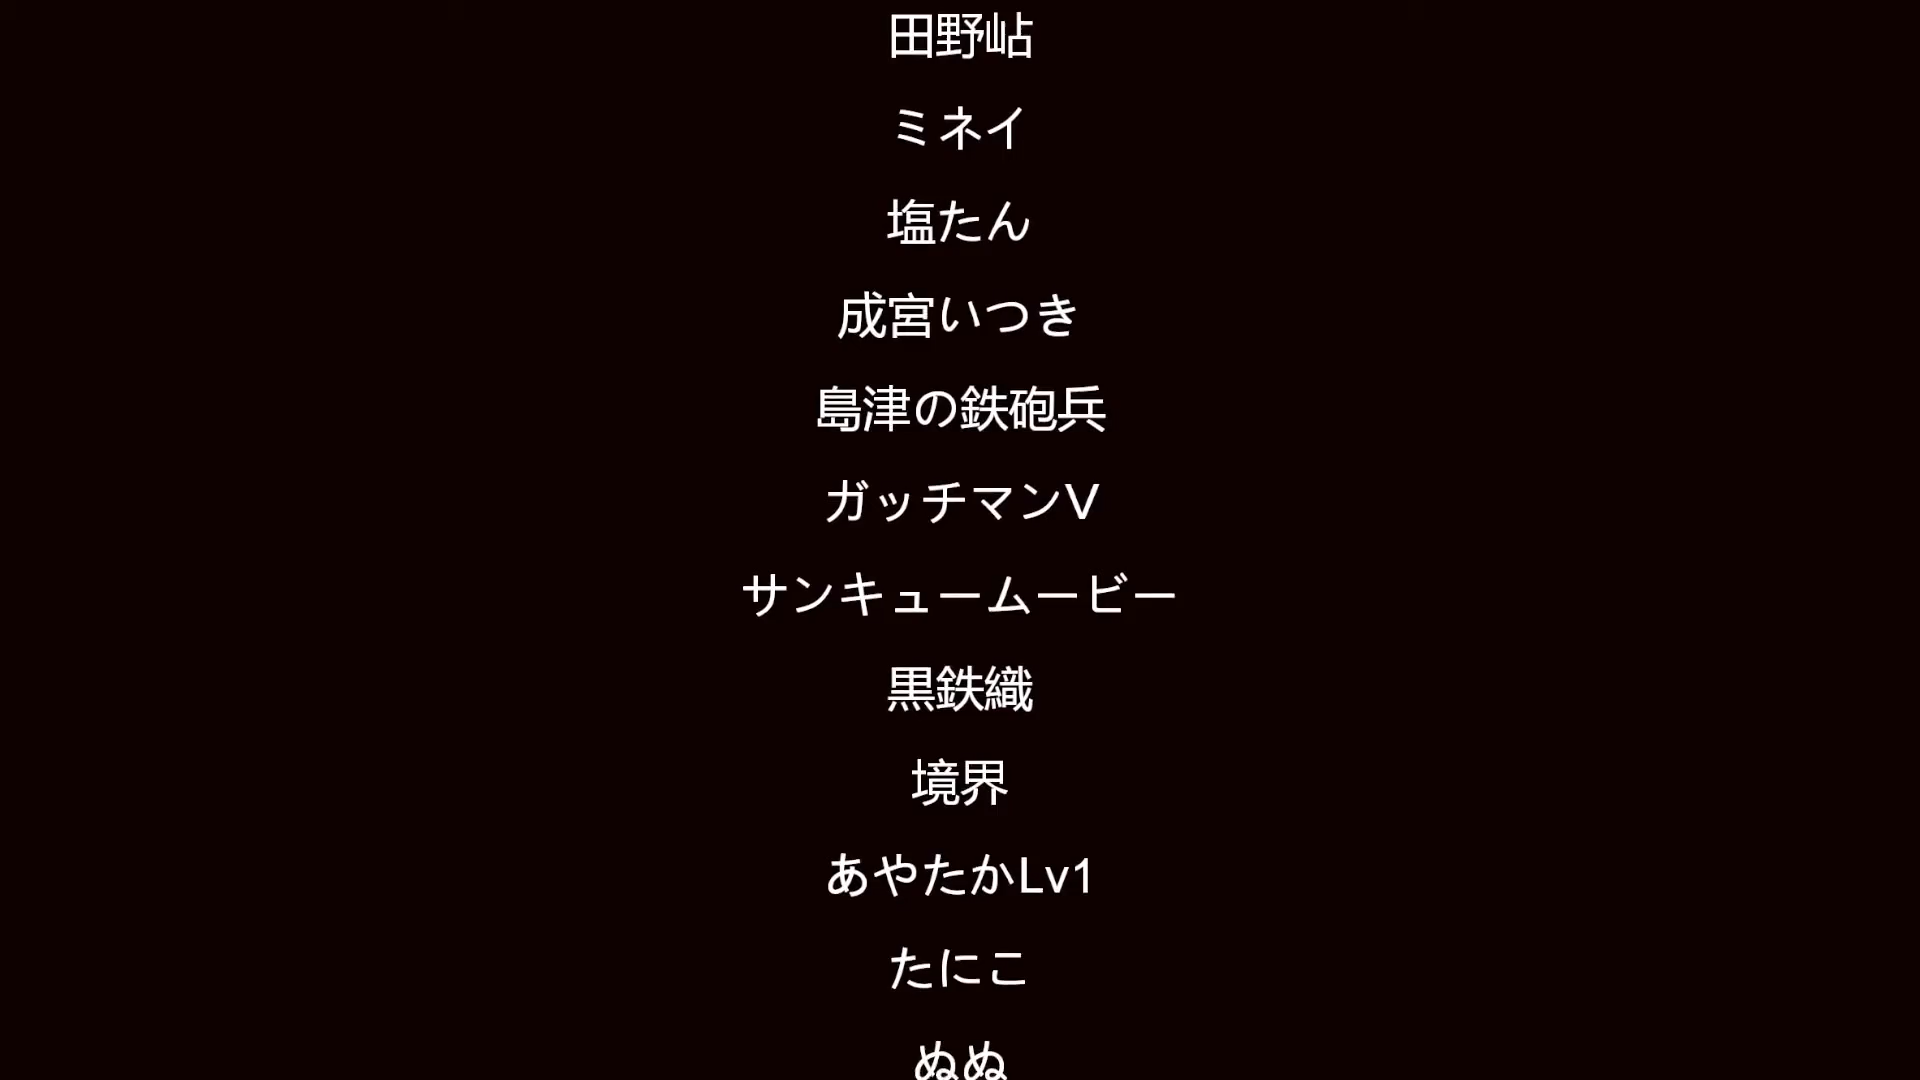 田野岾
ミネイ
塩たん
成宮いつき
島津の鉄砲兵
ガッチマンV
サンキュームービー
黒鉄織
境界
あやたかLv1
たにこ
ぬぬ